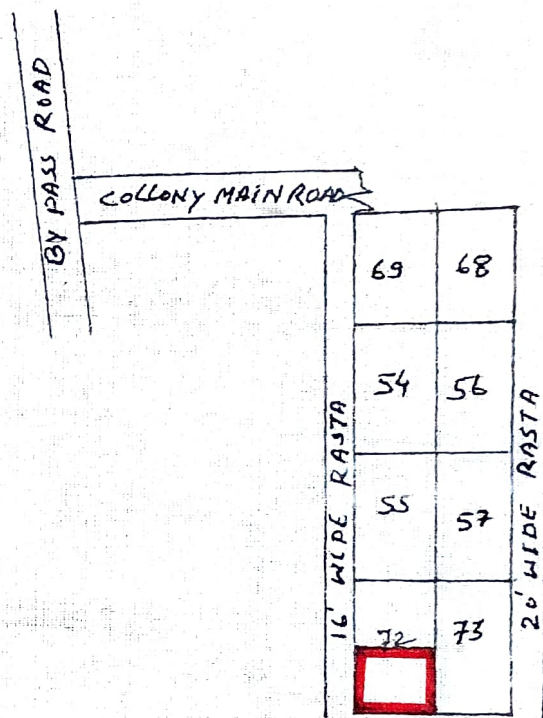 BY PASS ROAD
COLLONY MAIN ROAD
69 68
54 56
55 57
72 73
16' WIDE RASTA
20' WIDE RASTA